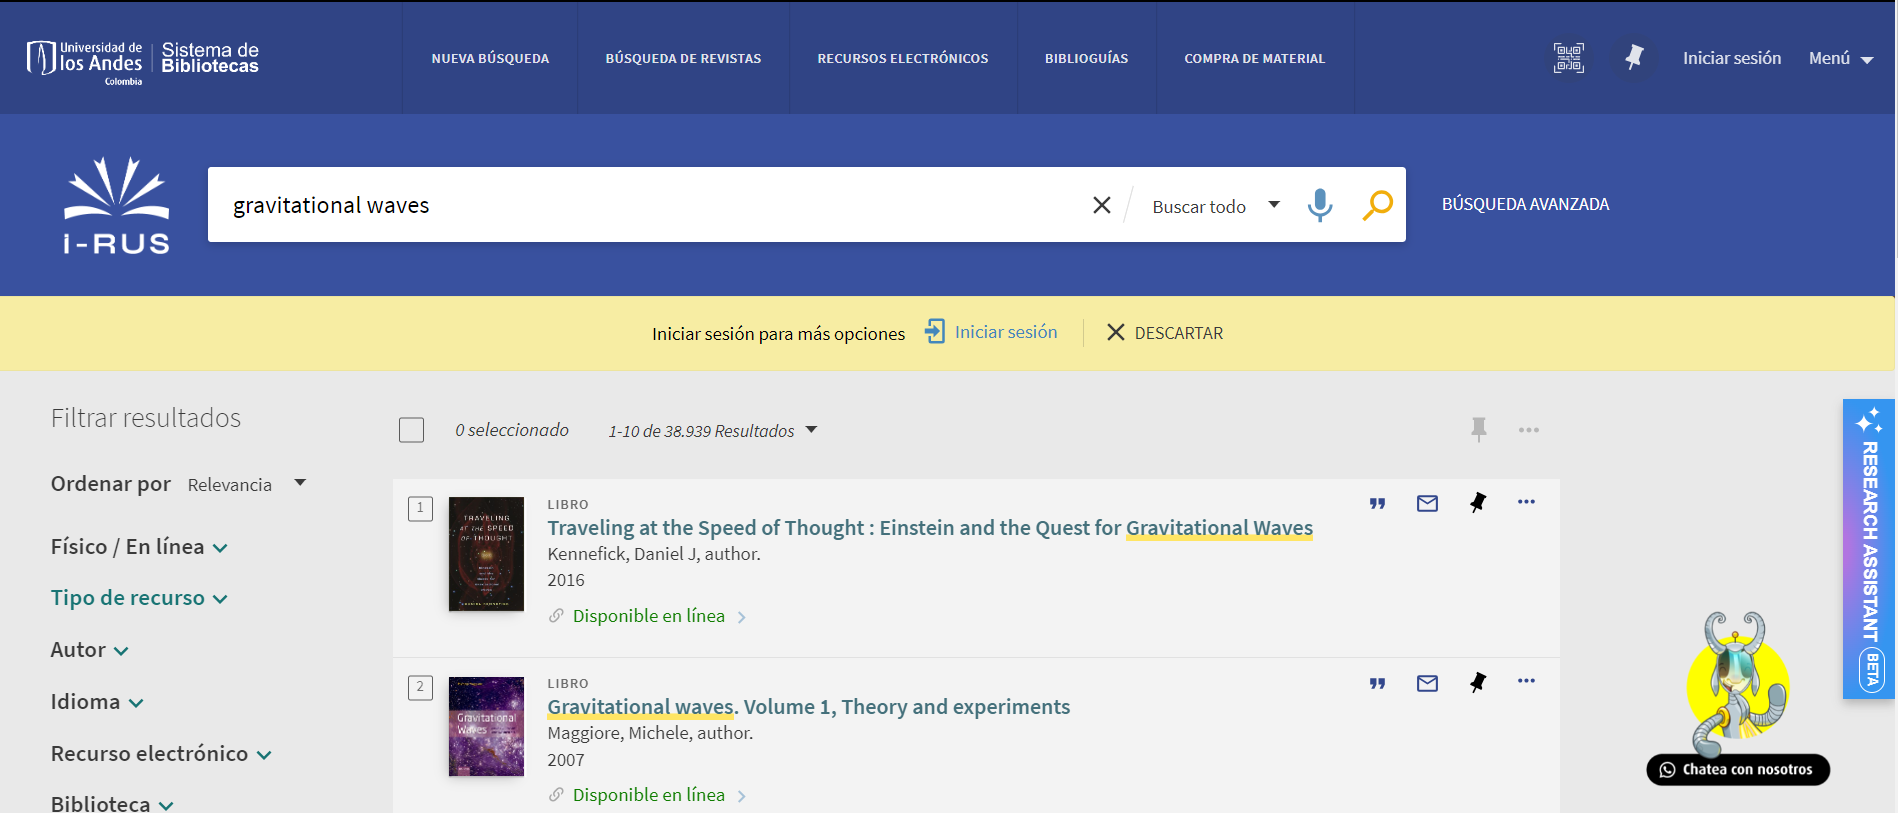 Universidad de
los Andes
Colombia
Sistema de
Bibliotecas
NUEVA BÚSQUEDA
BÚSQUEDA DE REVISTAS
RECURSOS ELECTRÓNICOS
BIBLIOGUÍAS
COMPRA DE MATERIAL
Iniciar sesión
Menú
i-RUS
gravitational waves
Buscar todo
BÚSQUEDA AVANZADA
Iniciar sesión para más opciones
Iniciar sesión
DESCARTAR
Filtrar resultados
Ordenar por
Relevancia
Físico / En línea
Tipo de recurso
Autor
Idioma
Recurso electrónico
Biblioteca
0 seleccionado
1-10 de 38.939 Resultados
1
TRAVELING
AT THE SPEED
OF THOUGHT
LIBRO
Traveling at the Speed of Thought : Einstein and the Quest for Gravitational Waves
Kennefick, Daniel J, author.
2016
Disponible en línea
2
Gravitational
Waves
LIBRO
Gravitational waves. Volume 1, Theory and experiments
Maggiore, Michele, author.
2007
Disponible en línea
RESEARCH ASSISTANT
BETA
Chatea con nosotros